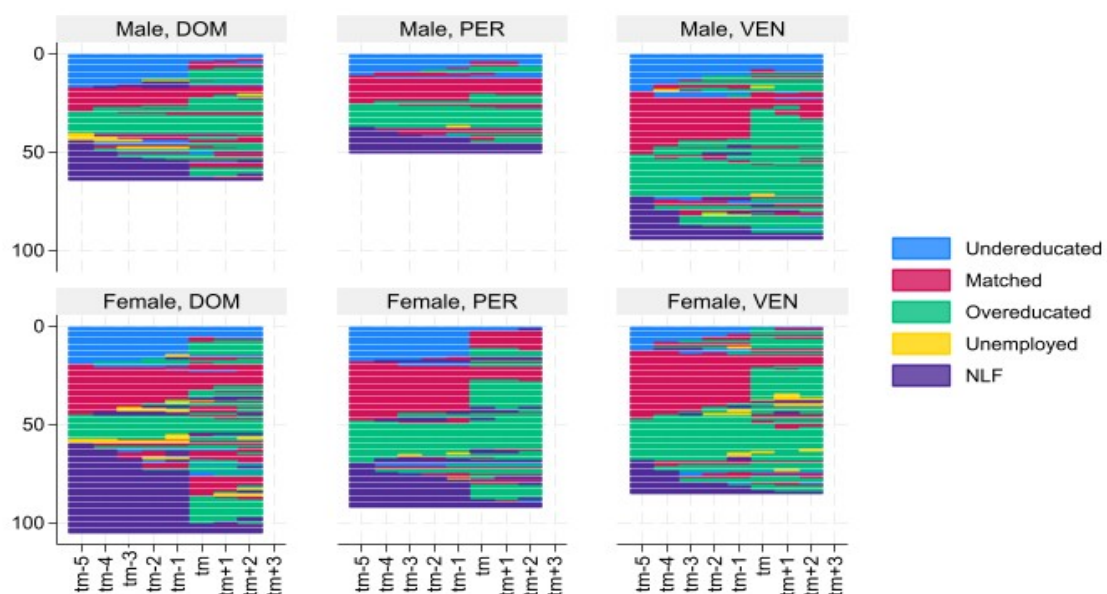 Male, DOM
Male, PER
Male, VEN
0
50
100
Undereducated
Matched
Overeducated
Unemployed
NLF
Female, DOM
Female, PER
Female, VEN
0
50
100
tm-5
tm-4
tm-3
tm-2
tm-1
tm
tm+1
tm+2
tm+3
tm-5
tm-4
tm-3
tm-2
tm-1
tm
tm+1
tm+2
tm+3
tm-5
tm-4
tm-3
tm-2
tm-1
tm
tm+1
tm+2
tm+3